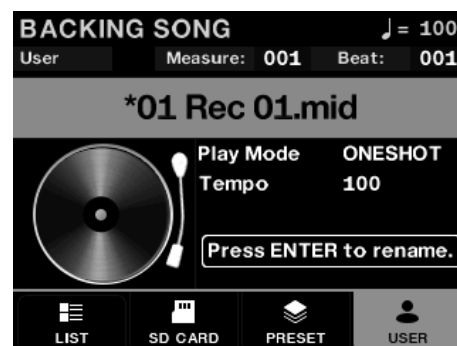 BACKING SONG ♩= 100
User Measure: 001 Beat: 001
*01 Rec 01.mid
Play Mode ONESHOT
Tempo 100
Press ENTER to rename.
LIST SD CARD PRESET USER